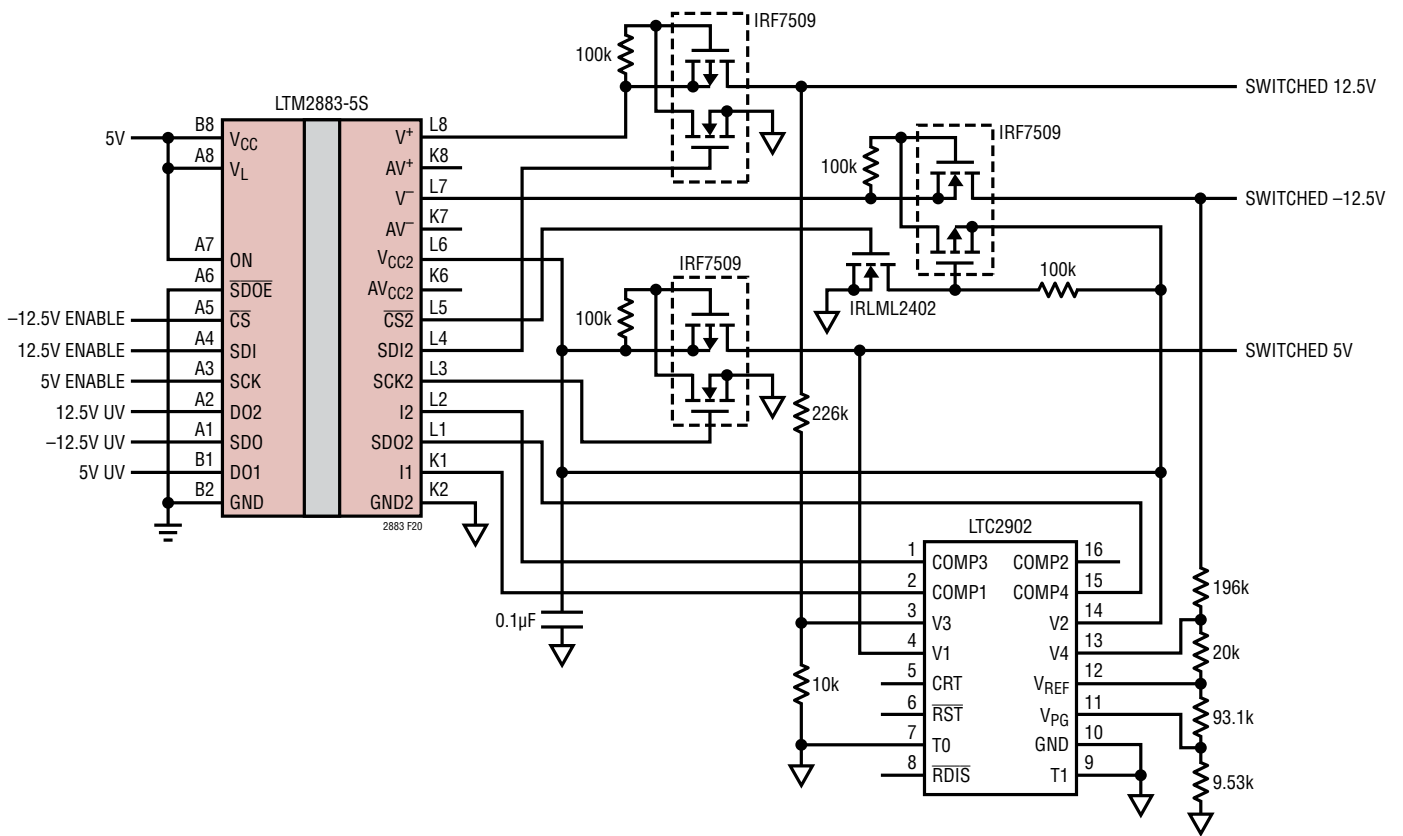 IRF7509
100k
SWITCHED 12.5V
LTM2883-5S
5V
B8
VCC
A8
VL
A7
ON
A6
SDOE
–12.5V ENABLE
A5
CS
12.5V ENABLE
A4
SDI
5V ENABLE
A3
SCK
12.5V UV
A2
DO2
–12.5V UV
A1
SDO
5V UV
B1
DO1
B2
GND
V+
L8
AV+
K8
V–
L7
AV–
K7
VCC2
L6
AVCC2
K6
CS2
L5
SDI2
L4
SCK2
L3
I2
L2
SDO2
L1
I1
K1
GND2
K2
2883 F20
IRF7509
100k
SWITCHED –12.5V
IRF7509
100k
IRLML2402
100k
SWITCHED 5V
226k
0.1µF
10k
LTC2902
1
COMP3
2
COMP1
3
V3
4
V1
5
CRT
6
RST
7
T0
8
RDIS
COMP2
16
COMP4
15
V2
14
V4
13
VREF
12
VPG
11
GND
10
T1
9
196k
20k
93.1k
9.53k